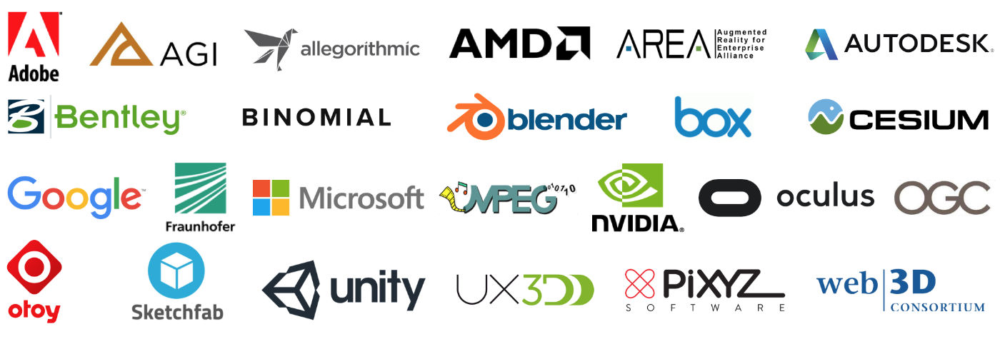 Adobe
AGI
allegorithmic
AMD
AREA
Augmented
Reality for
Enterprise
Alliance
AUTODESK®
B Bentley®
BINOMIAL
blender
box
CESIUM
Google™
Fraunhofer
Microsoft
MPEG
010110
NVIDIA®
oculus
OGC
otoy
Sketchfab
unity
UX3D
PiXYZ
SOFTWARE
web 3D
CONSORTIUM